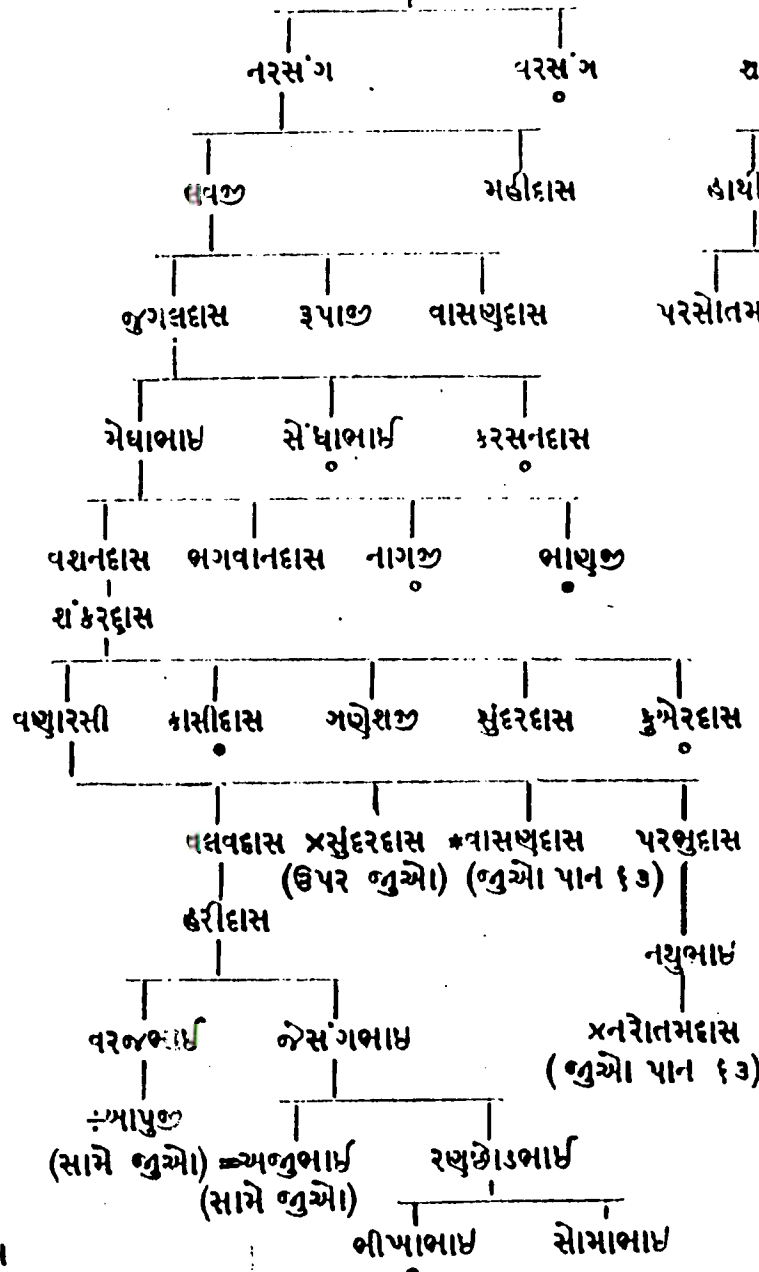 નરસંગ વરસંગ
લવજી મહીદાસ
જુગલદાસ રૂપાજી વાસણદાસ પરસોતમ
મેઘાભાઈ સેંધાભાઈ કરસનદાસ
વશનદાસ ભગવાનદાસ નાગજી ભાણજી
શંકરદાસ
વણારસી કાસીદાસ ગણેશજી સુંદરદાસ કુબેરદાસ
વલવદાસ ×સુંદરદાસ *વાસણદાસ પરભુદાસ
(ઉપર જુઓ) (જુઓ પાન ૬૩)
હરીદાસ
નથુભાઈ
વરજભાઈ જેસંગભાઈ ×નરોતમદાસ
(જુઓ પાન ૬૩)
÷બાપુજી
(સામે જુઓ) =અજુભાઈ રણછોડભાઈ
(સામે જુઓ)
ભીખાભાઈ સોમાભાઈ